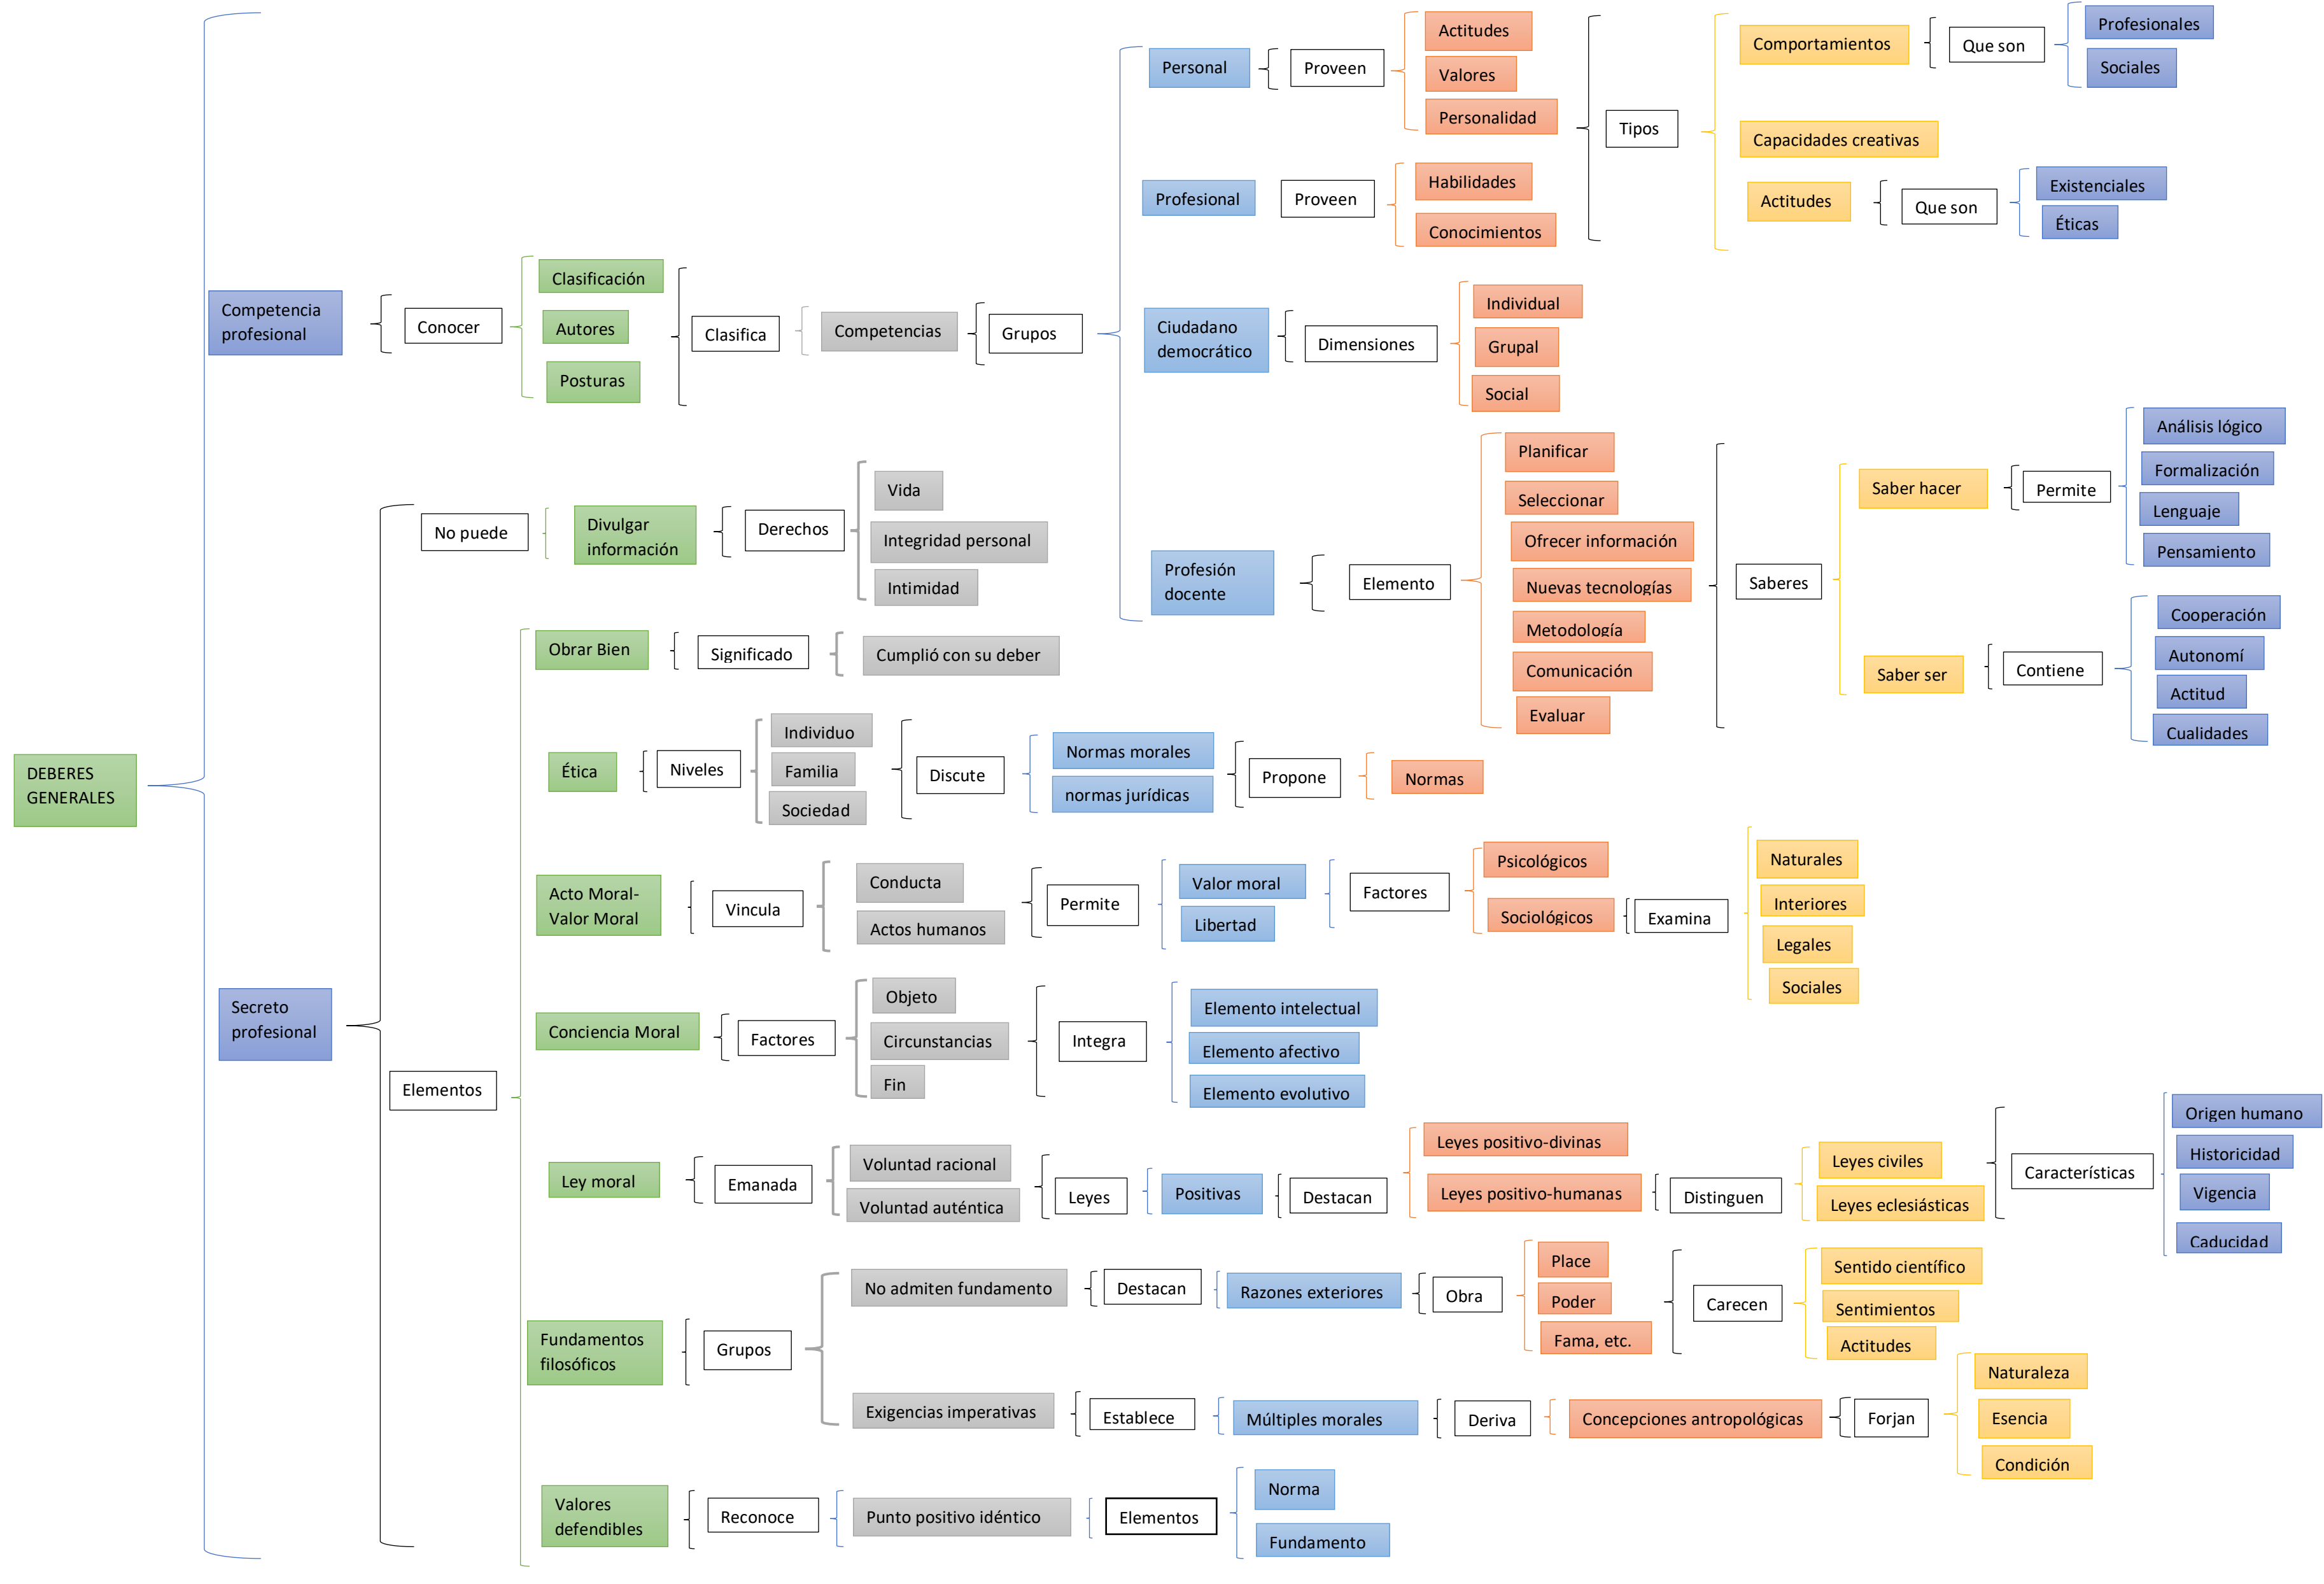 DEBERES
GENERALES
Competencia
profesional
Conocer
Clasificación
Autores
Posturas
Clasifica
Competencias
Grupos
Personal
Proveen
Actitudes
Valores
Personalidad
Profesional
Proveen
Habilidades
Conocimientos
Tipos
Comportamientos
Que son
Profesionales
Sociales
Capacidades creativas
Actitudes
Que son
Existenciales
Éticas
Ciudadano
democrático
Dimensiones
Individual
Grupal
Social
Profesión
docente
Elemento
Planificar
Seleccionar
Ofrecer información
Nuevas tecnologías
Metodología
Comunicación
Evaluar
Saberes
Saber hacer
Permite
Análisis lógico
Formalización
Lenguaje
Pensamiento
Saber ser
Contiene
Cooperación
Autonomí
Actitud
Cualidades
Secreto
profesional
No puede
Divulgar
información
Derechos
Vida
Integridad personal
Intimidad
Elementos
Obrar Bien
Significado
Cumplió con su deber
Ética
Niveles
Individuo
Familia
Sociedad
Discute
Normas morales
normas jurídicas
Propone
Normas
Acto Moral-
Valor Moral
Vincula
Conducta
Actos humanos
Permite
Valor moral
Libertad
Factores
Psicológicos
Sociológicos
Examina
Naturales
Interiores
Legales
Sociales
Conciencia Moral
Factores
Objeto
Circunstancias
Fin
Integra
Elemento intelectual
Elemento afectivo
Elemento evolutivo
Ley moral
Emanada
Voluntad racional
Voluntad auténtica
Leyes
Positivas
Destacan
Leyes positivo-divinas
Leyes positivo-humanas
Distinguen
Leyes civiles
Leyes eclesiásticas
Características
Origen humano
Historicidad
Vigencia
Caducidad
Fundamentos
filosóficos
Grupos
No admiten fundamento
Destacan
Razones exteriores
Obra
Place
Poder
Fama, etc.
Carecen
Sentido científico
Sentimientos
Actitudes
Exigencias imperativas
Establece
Múltiples morales
Deriva
Concepciones antropológicas
Forjan
Naturaleza
Esencia
Condición
Valores
defendibles
Reconoce
Punto positivo idéntico
Elementos
Norma
Fundamento